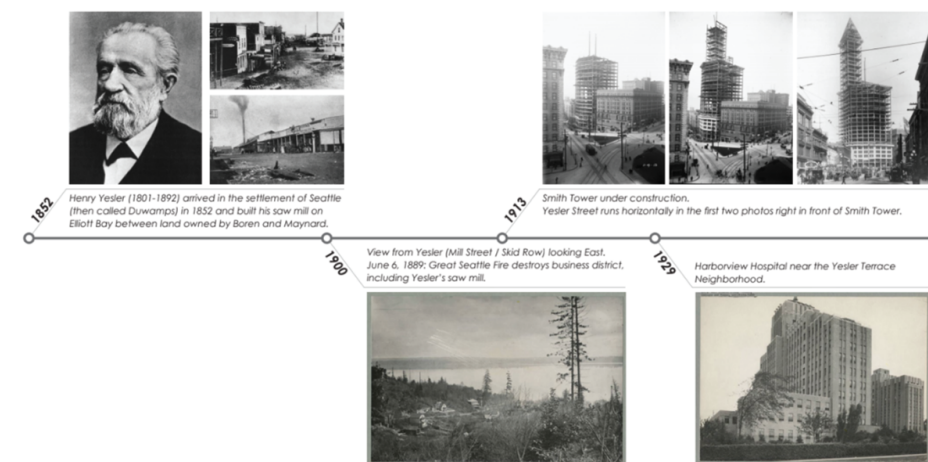 1852
Henry Yesler (1801-1892) arrived in the settlement of Seattle
(then called Duwamps) in 1852 and built his saw mill on
Elliott Bay between land owned by Boren and Maynard.
1900
View from Yesler (Mill Street / Skid Row) looking East.
June 6, 1889: Great Seattle Fire destroys business district,
including Yesler's saw mill.
1913
Smith Tower under construction.
Yesler Street runs horizontally in the first two photos right in front of Smith Tower.
1929
Harborview Hospital near the Yesler Terrace
Neighborhood.